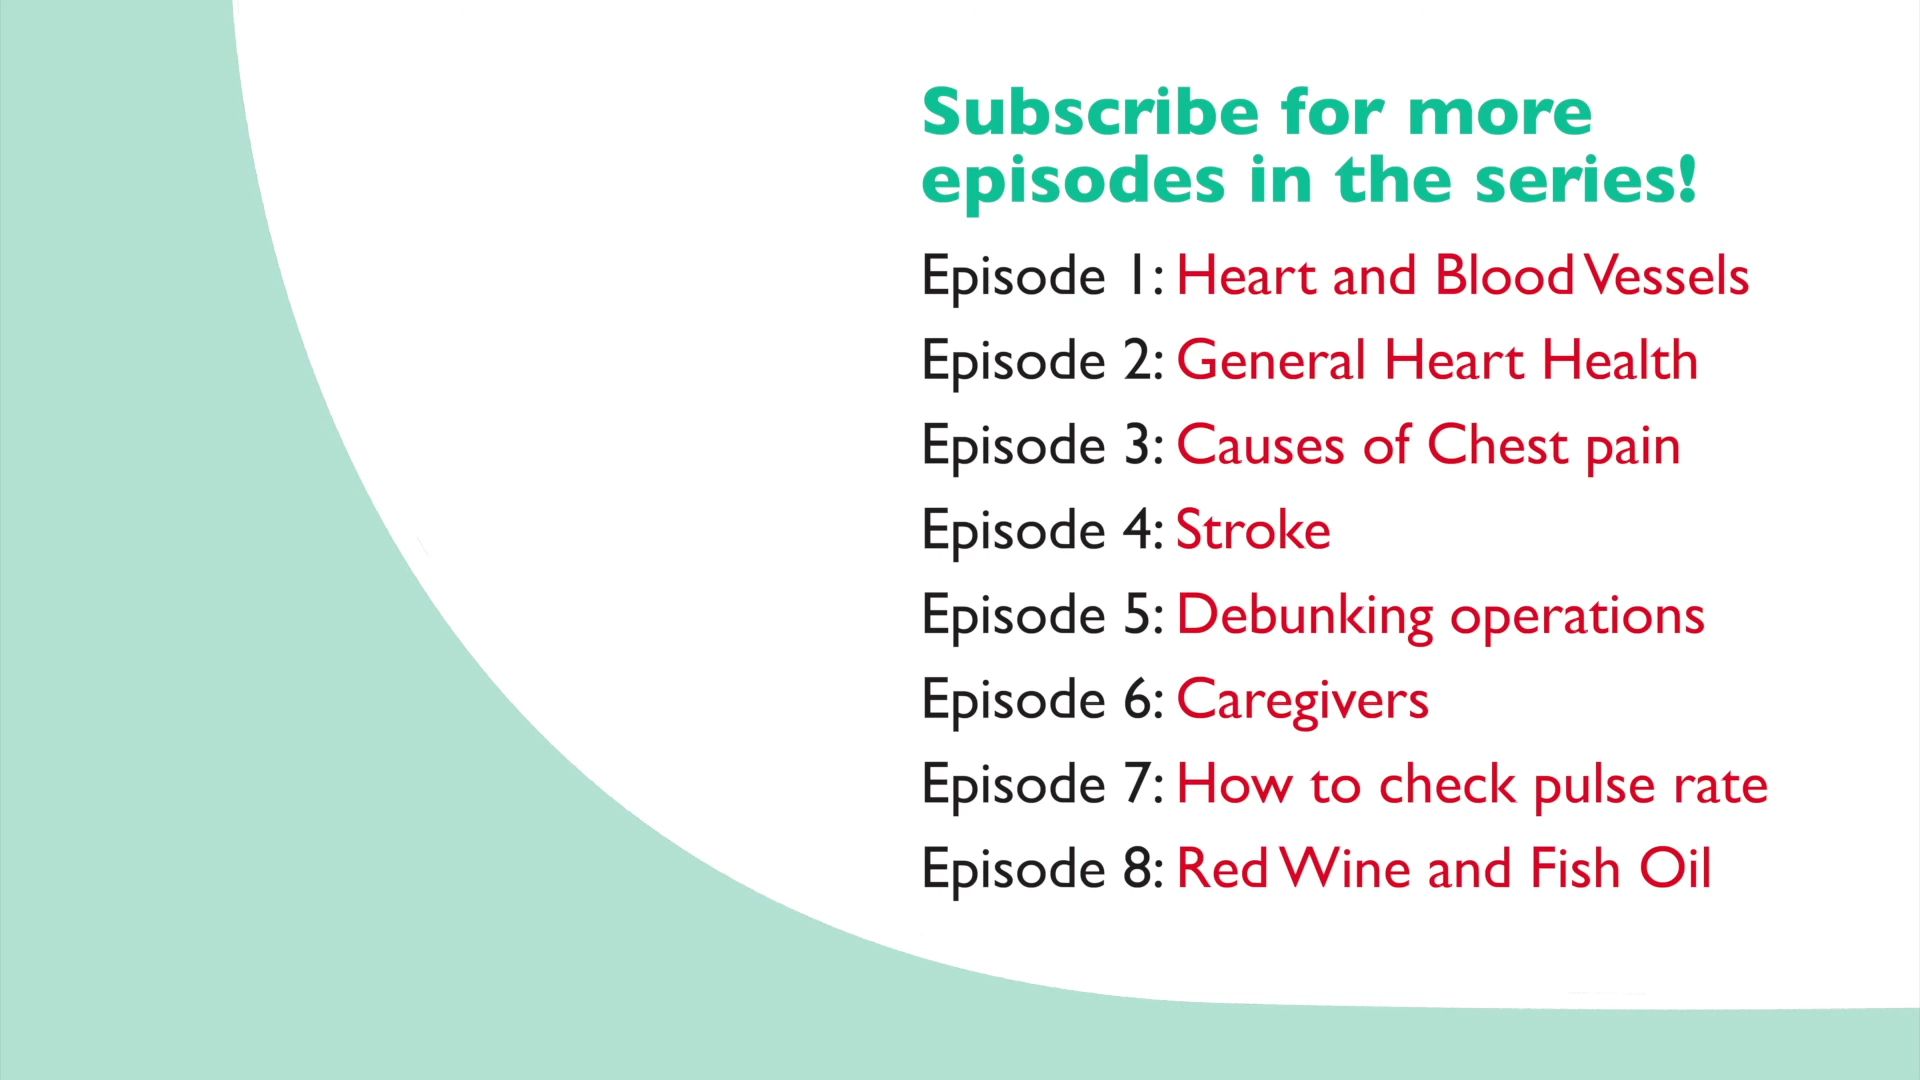 Subscribe for more
episodes in the series!
Episode 1: Heart and Blood Vessels
Episode 2: General Heart Health
Episode 3: Causes of Chest pain
Episode 4: Stroke
Episode 5: Debunking operations
Episode 6: Caregivers
Episode 7: How to check pulse rate
Episode 8: Red Wine and Fish Oil